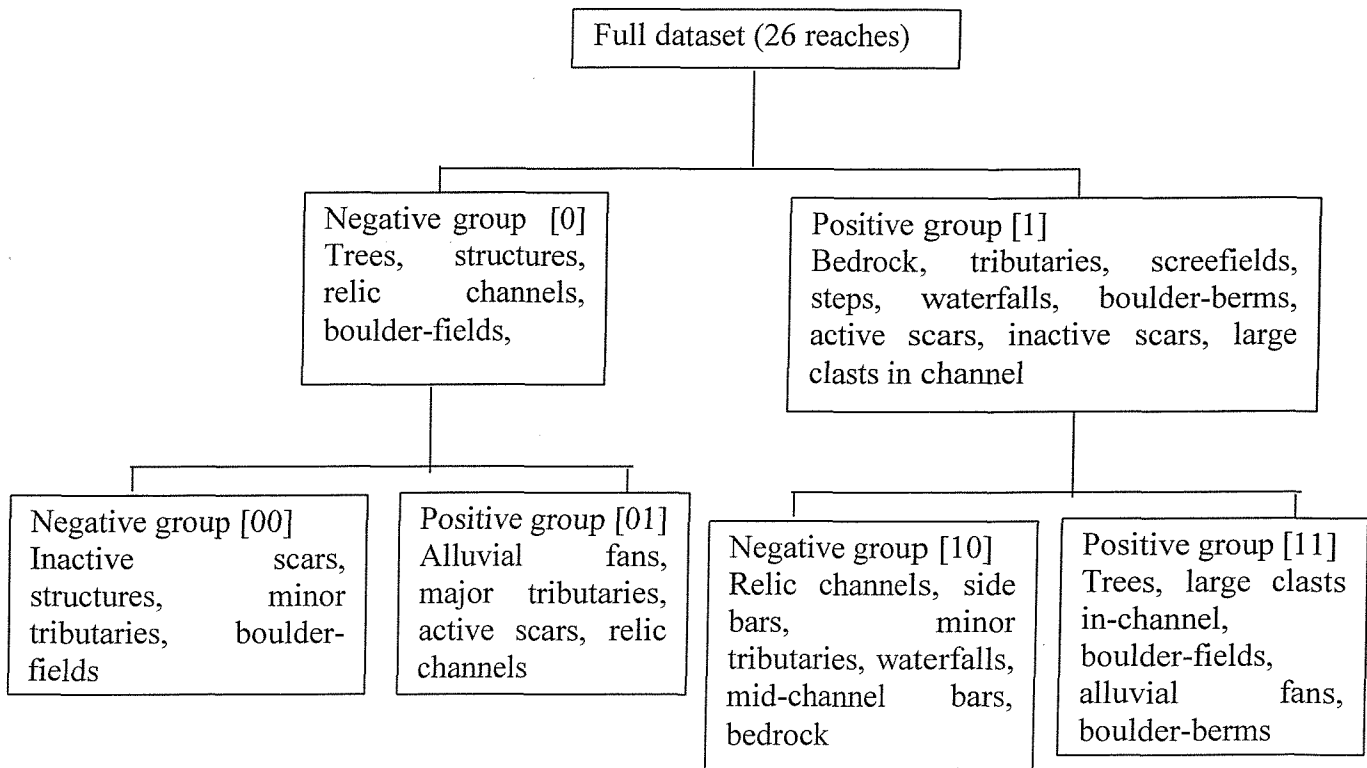 Full dataset (26 reaches)
Negative group [0]
Trees, structures,
relic channels,
boulder-fields,
Positive group [1]
Bedrock, tributaries, screefields,
steps, waterfalls, boulder-berms,
active scars, inactive scars, large
clasts in channel
Negative group [00]
Inactive scars,
structures, minor
tributaries, boulder-
fields
Positive group [01]
Alluvial fans,
major tributaries,
active scars, relic
channels
Negative group [10]
Relic channels, side
bars, minor
tributaries, waterfalls,
mid-channel bars,
bedrock
Positive group [11]
Trees, large clasts
in-channel,
boulder-fields,
alluvial fans,
boulder-berms